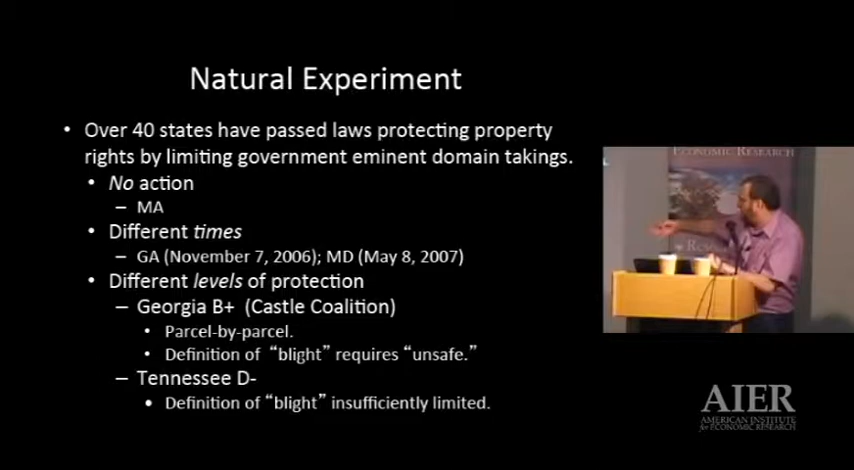 Natural Experiment
• Over 40 states have passed laws protecting property
rights by limiting government eminent domain takings.
• No action
– MA
• Different times
– GA (November 7, 2006); MD (May 8, 2007)
• Different levels of protection
– Georgia B+ (Castle Coalition)
• Parcel-by-parcel.
• Definition of “blight” requires “unsafe.”
– Tennessee D-
• Definition of “blight” insufficiently limited.
ECONOMIC RESEARCH
AIER
AMERICAN INSTITUTE
for ECONOMIC RESEARCH